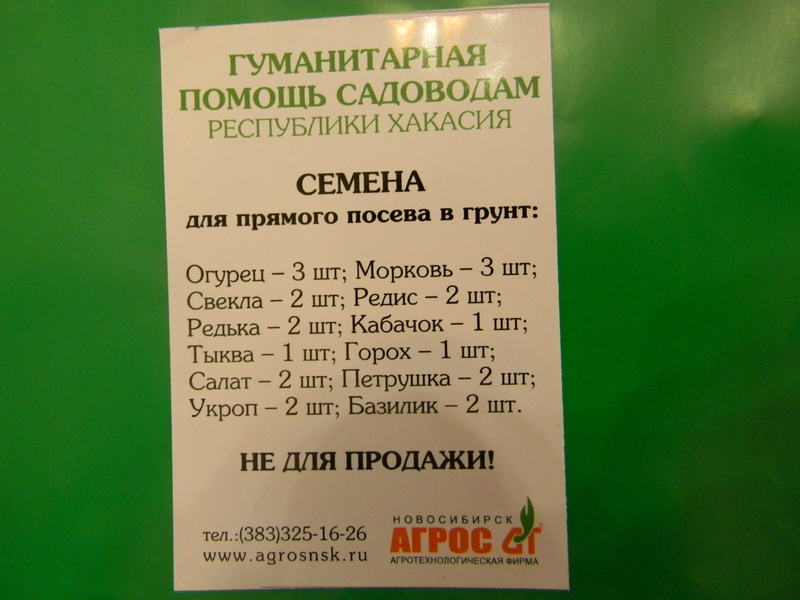 ГУМАНИТАРНАЯ
ПОМОЩЬ САДОВОДАМ
РЕСПУБЛИКИ ХАКАСИЯ
СЕМЕНА
для прямого посева в грунт:
Огурец – 3 шт; Морковь – 3 шт;
Свекла – 2 шт; Редис – 2 шт;
Редька – 2 шт; Кабачок – 1 шт;
Тыква – 1 шт; Горох – 1 шт;
Салат – 2 шт; Петрушка – 2 шт;
Укроп – 2 шт; Базилик – 2 шт.
НЕ ДЛЯ ПРОДАЖИ!
тел.:(383)325-16-26
www.agrosnsk.ru
НОВОСИБИРСК
АГРОС
АГРОТЕХНОЛОГИЧЕСКАЯ ФИРМА